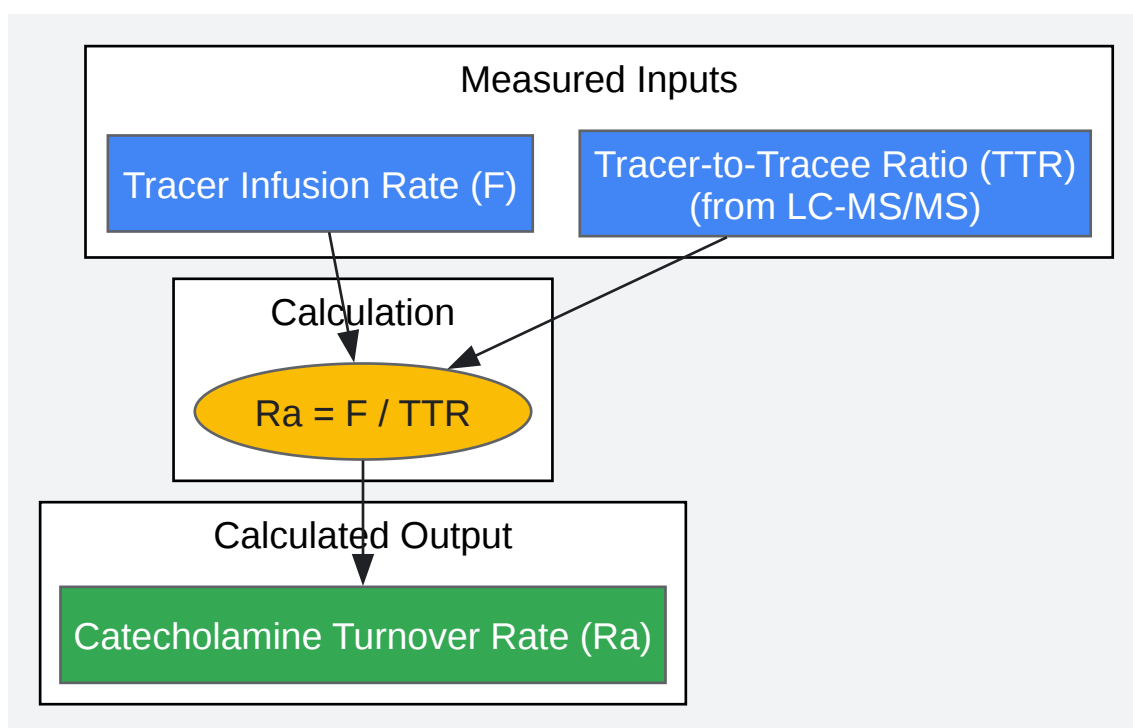 Measured Inputs
Tracer Infusion Rate (F)
Tracer-to-Tracee Ratio (TTR)
(from LC-MS/MS)
Calculation
Ra = F / TTR
Calculated Output
Catecholamine Turnover Rate (Ra)